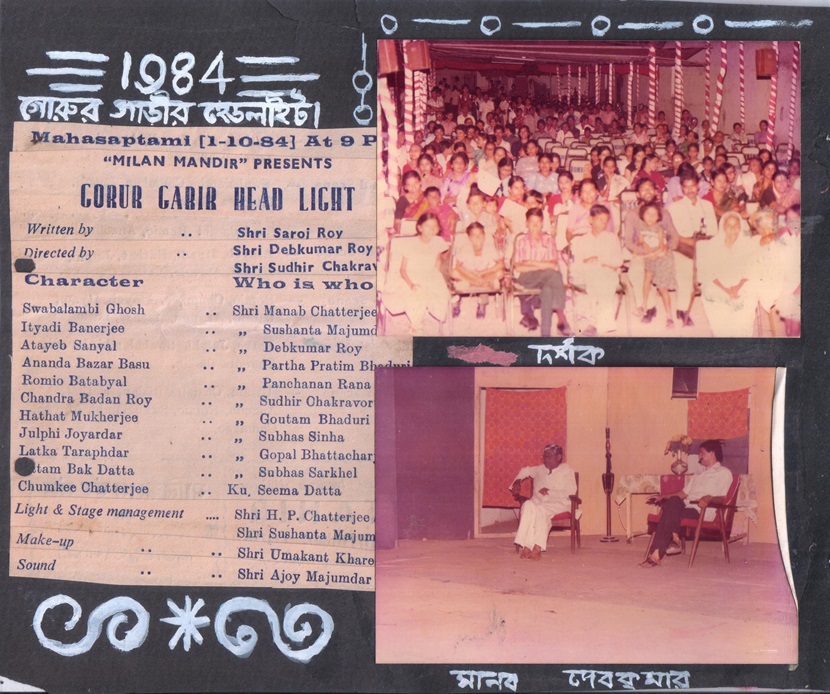 1984
গোরুর গাড়ীর হেডলাইট।
Mahasaptami [1-10-84] At 9 P
"MILAN MANDIR" PRESENTS
GORUR GARIR HEAD LIGHT
Written by .. Shri Saroj Roy
Directed by .. Shri Debkumar Roy
Shri Sudhir Chakrav
Character Who is who
Swabalambi Ghosh .. Shri Manab Chatterjee
Ityadi Banerjee .. „ Sushanta Majumd
Atayeb Sanyal .. „ Debkumar Roy
Ananda Bazar Basu .. „ Partha Pratim Bhaduri
Romio Batabyal .. „ Panchanan Rana
Chandra Badan Roy .. „ Sudhir Chakravor
Hathat Mukherjee .. „ Goutam Bhaduri
Julphi Joyardar .. „ Subhas Sinha
Latka Taraphdar .. „ Gopal Bhattachar
tam Bak Datta .. „ Subhas Sarkhel
Chumkee Chatterjee .. Ku. Seema Datta
Light & Stage management .... Shri H. P. Chatterjee
Shri Sushanta Majum
Make-up .. .. Shri Umakant Khare
Sound .. .. Shri Ajoy Majumdar
দর্শক
মানব দেবকুমার